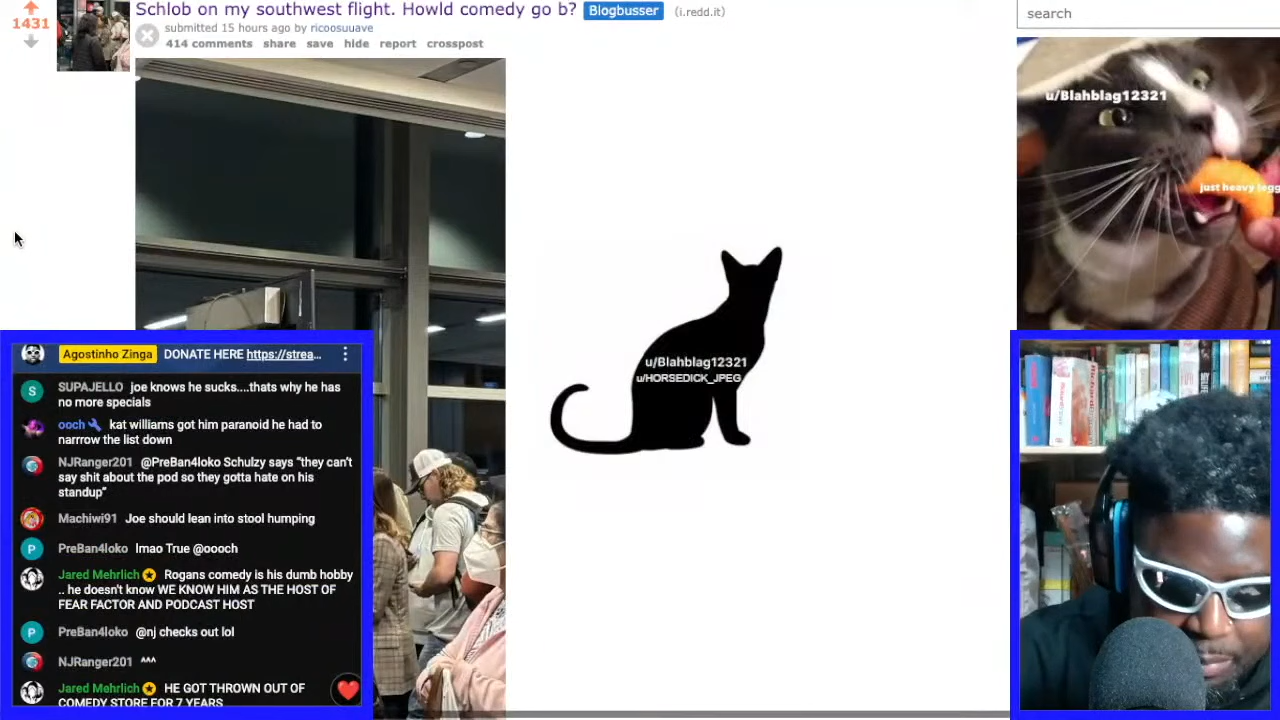 1431
Schlob on my southwest flight. Howld comedy go b? Blogbusser (i.redd.it)
submitted 15 hours ago by ricoosuuave
414 comments share save hide report crosspost
search
u/Blahblag12321
just heavy legg
u/Blahblag12321
u/HORSEDICK_JPEG
Agostinho Zinga DONATE HERE https://strea...
SUPAJELLO joe knows he sucks....thats why he has
no more specials
ooch kat williams got him paranoid he had to
narrrow the list down
NJRanger201 @PreBan4loko Schulzy says “they can’t
say shit about the pod so they gotta hate on his
standup”
Machiwi91 Joe should lean into stool humping
PreBan4loko lmao True @oooch
Jared Mehrlich Rogans comedy is his dumb hobby
.. he doesn't know WE KNOW HIM AS THE HOST OF
FEAR FACTOR AND PODCAST HOST
PreBan4loko @nj checks out lol
NJRanger201 ^^^
Jared Mehrlich HE GOT THROWN OUT OF
COMEDY STORE FOR 7 YEARS